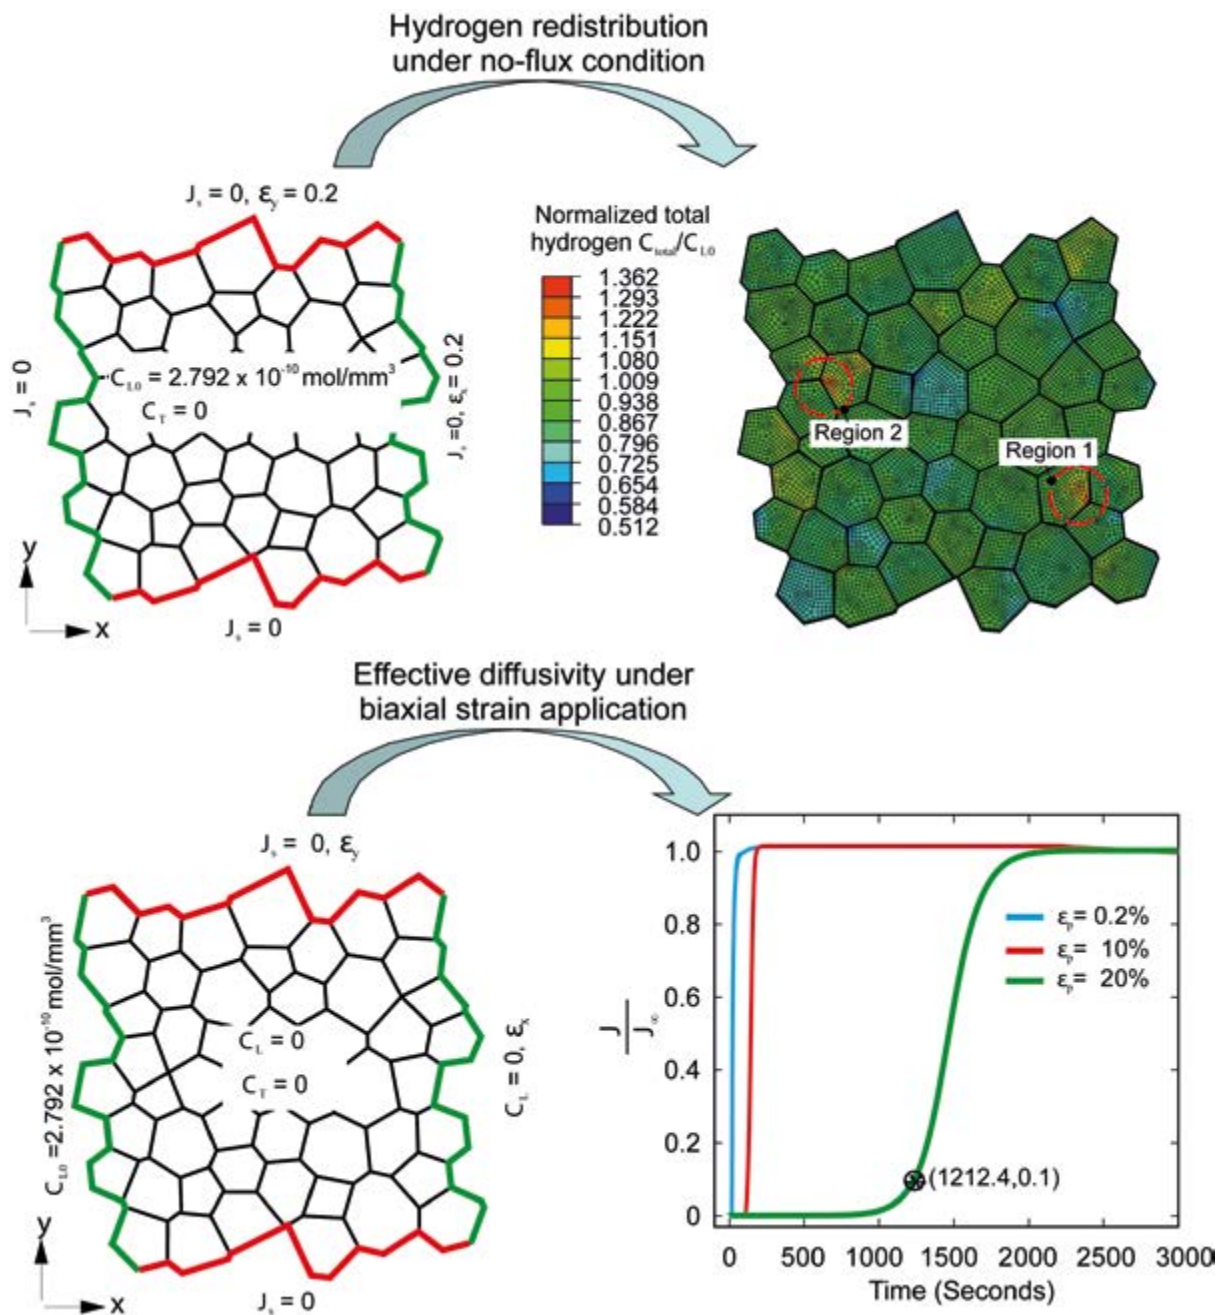 Hydrogen redistribution
under no-flux condition
J_s = 0, ε_y = 0.2
J_s = 0
C_L0 = 2.792 x 10^-10 mol/mm^3
C_T = 0
J_s =0, ε_x = 0.2
J_s = 0
y
x
Normalized total
hydrogen C_total/C_L0
1.362
1.293
1.222
1.151
1.080
1.009
0.938
0.867
0.796
0.725
0.654
0.584
0.512
Region 2
Region 1
Effective diffusivity under
biaxial strain application
J_s = 0, ε_y
C_L0 =2.792 x 10^-10 mol/mm^3
C_L = 0
C_T = 0
C_L = 0, ε_x
J_s = 0
y
x
J
J_∞
1.0
0.8
0.6
0.4
0.2
0
ε_p = 0.2%
ε_p = 10%
ε_p = 20%
(1212.4,0.1)
0 500 1000 1500 2000 2500 3000
Time (Seconds)